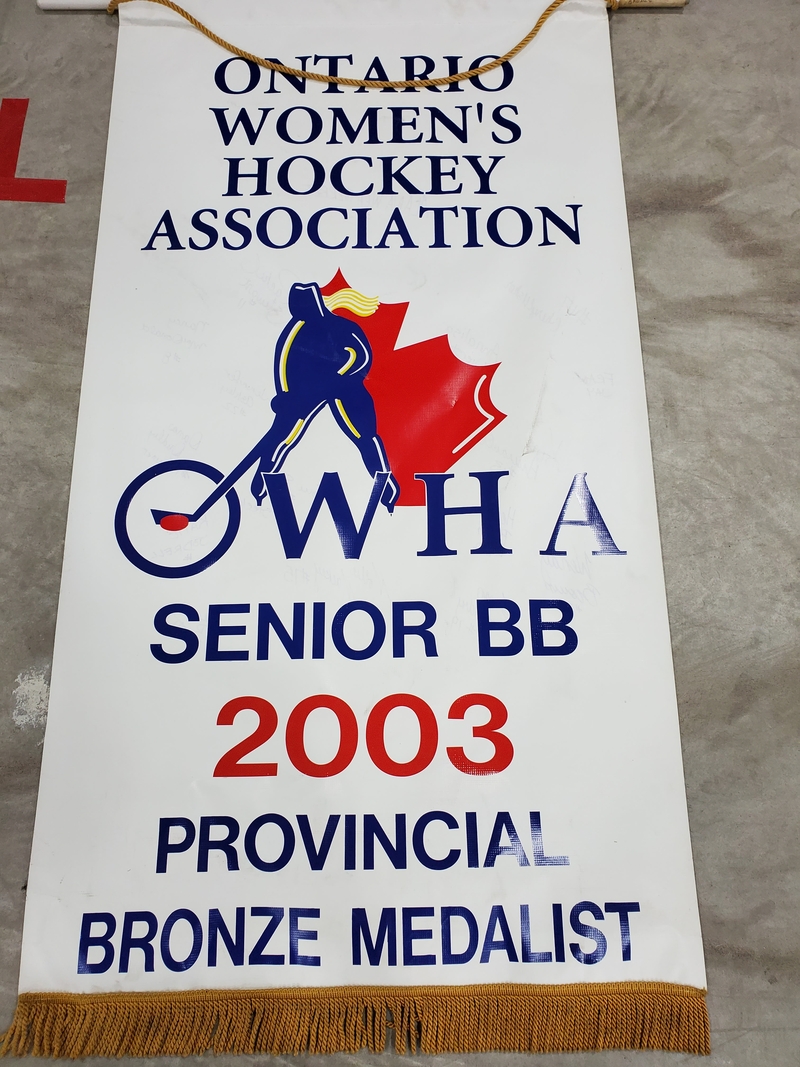 ONTARIO
WOMEN'S
HOCKEY
ASSOCIATION
OWHA
SENIOR BB
2003
PROVINCIAL
BRONZE MEDALIST